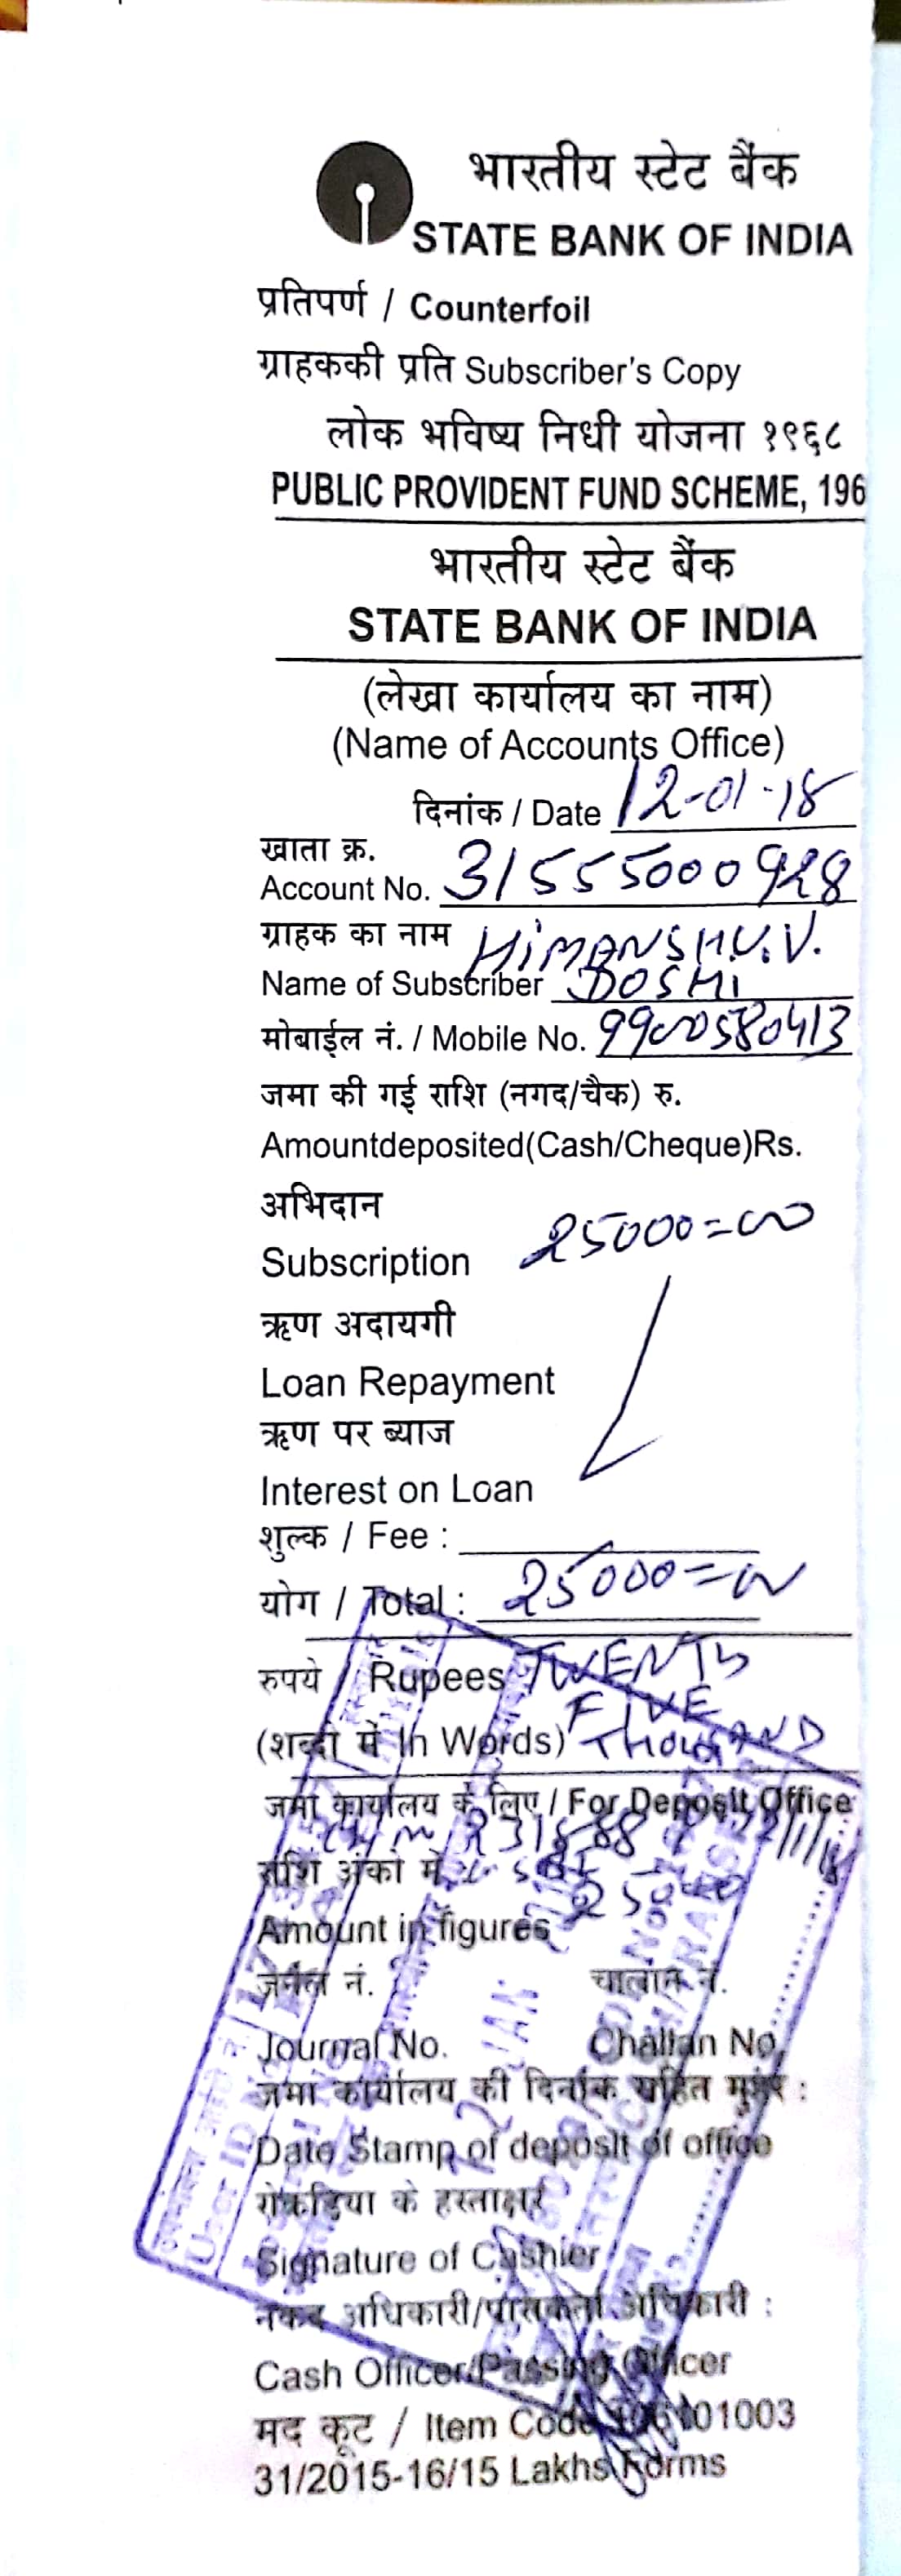 भारतीय स्टेट बैंक
STATE BANK OF INDIA
प्रतिपर्ण / Counterfoil
ग्राहककी प्रति Subscriber's Copy
लोक भविष्य निधी योजना १९६८
PUBLIC PROVIDENT FUND SCHEME, 196
भारतीय स्टेट बैंक
STATE BANK OF INDIA
(लेखा कार्यालय का नाम)
(Name of Accounts Office)
दिनांक / Date 12-01-18
खाता क्र.
Account No. 31555000928
ग्राहक का नाम HIMANSHU.V.
Name of Subscriber DOSHI
मोबाईल नं. / Mobile No. 9900580413
जमा की गई राशि (नगद/चैक) रु.
Amountdeposited(Cash/Cheque)Rs.
अभिदान
Subscription 25000=00
ऋण अदायगी
Loan Repayment
ऋण पर ब्याज
Interest on Loan
शुल्क / Fee :
योग / Total : 25000=00
रुपये / Rupees TWENTY
FIVE
(शब्दो में In Words) THOUSAND
जमा कार्यालय के लिए / For Deposit Office
231888
राशि अंको में
Amount in figures
जर्नल नं. चालान नं.
Journal No. Challan No.
जमा कार्यालय की दिनांक सहित मुहर :
Date Stamp of deposit of office
रोकडिया के हस्ताक्षर
Signature of Cashier
नकद अधिकारी/पासकर्ता अधिकारी :
Cash Officer/Passing Officer
मद कूट / Item Code 101003
31/2015-16/15 Lakhs Forms
User ID
JAN